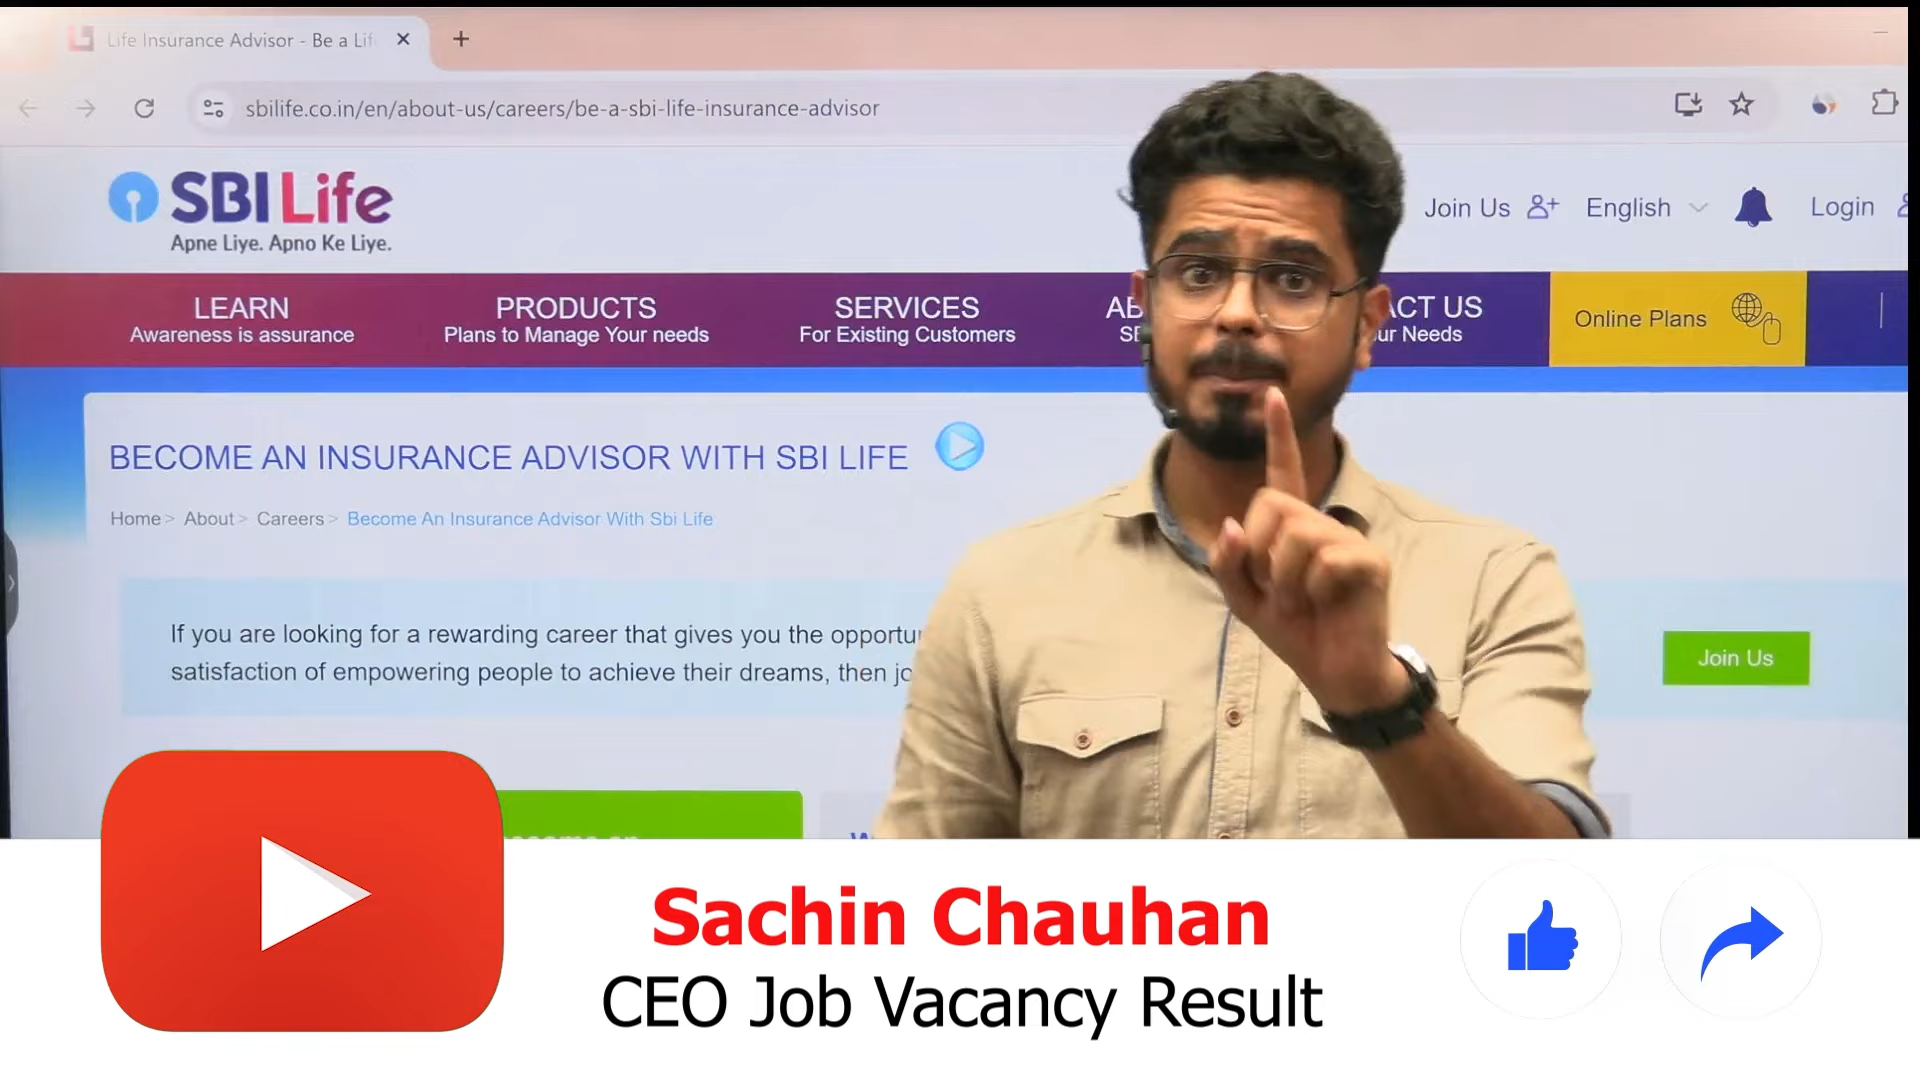 Life Insurance Advisor - Be a Lif
sbilife.co.in/en/about-us/careers/be-a-sbi-life-insurance-advisor
SBI Life
Apne Liye. Apno Ke Liye.
Join Us
English
Login
LEARN
Awareness is assurance
PRODUCTS
Plans to Manage Your needs
SERVICES
For Existing Customers
ACT US
ur Needs
Online Plans
BECOME AN INSURANCE ADVISOR WITH SBI LIFE
Home > About > Careers > Become An Insurance Advisor With Sbi Life
If you are looking for a rewarding career that gives you the opportu
satisfaction of empowering people to achieve their dreams, then jo
Join Us
Sachin Chauhan
CEO Job Vacancy Result